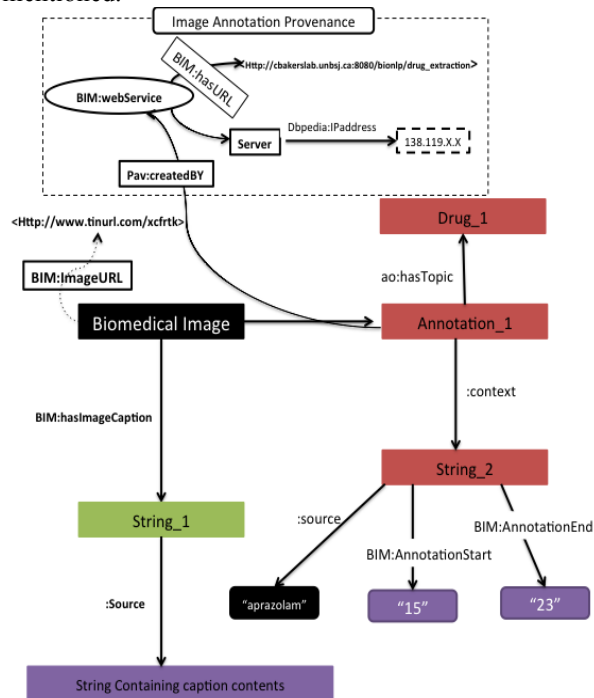 mentioned.
Image Annotation Provenance
BIM:hasURL
<Http://cbakerslab.unbsj.ca:8080/bionlp/drug_extraction>
BIM:webService
Server
Dbpedia:IPaddress
138.119.X.X
Pav:createdBY
<Http://www.tinurl.com/xcfrtk>
Drug_1
BIM:ImageURL
ao:hasTopic
Biomedical Image
Annotation_1
:context
BIM:hasImageCaption
String_2
String_1
:source
BIM:AnnotationEnd
BIM:AnnotationStart
:Source
“aprazolam”
“15”
“23”
String Containing caption contents